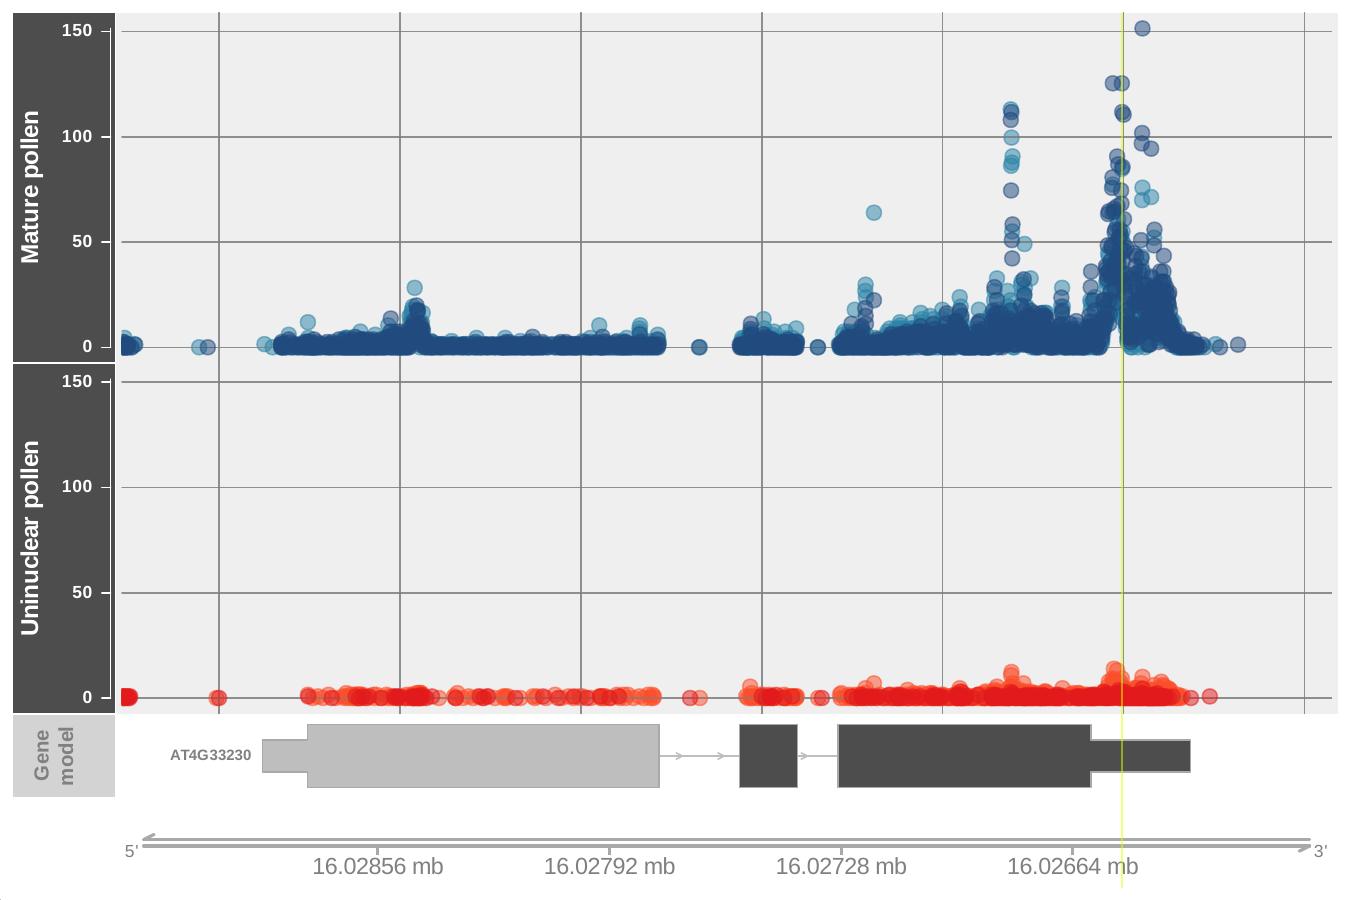 Mature pollen
150
100
50
0
Uninuclear pollen
150
100
50
0
Gene
model
AT4G33230
5'
3'
16.02856 mb
16.02792 mb
16.02728 mb
16.02664 mb